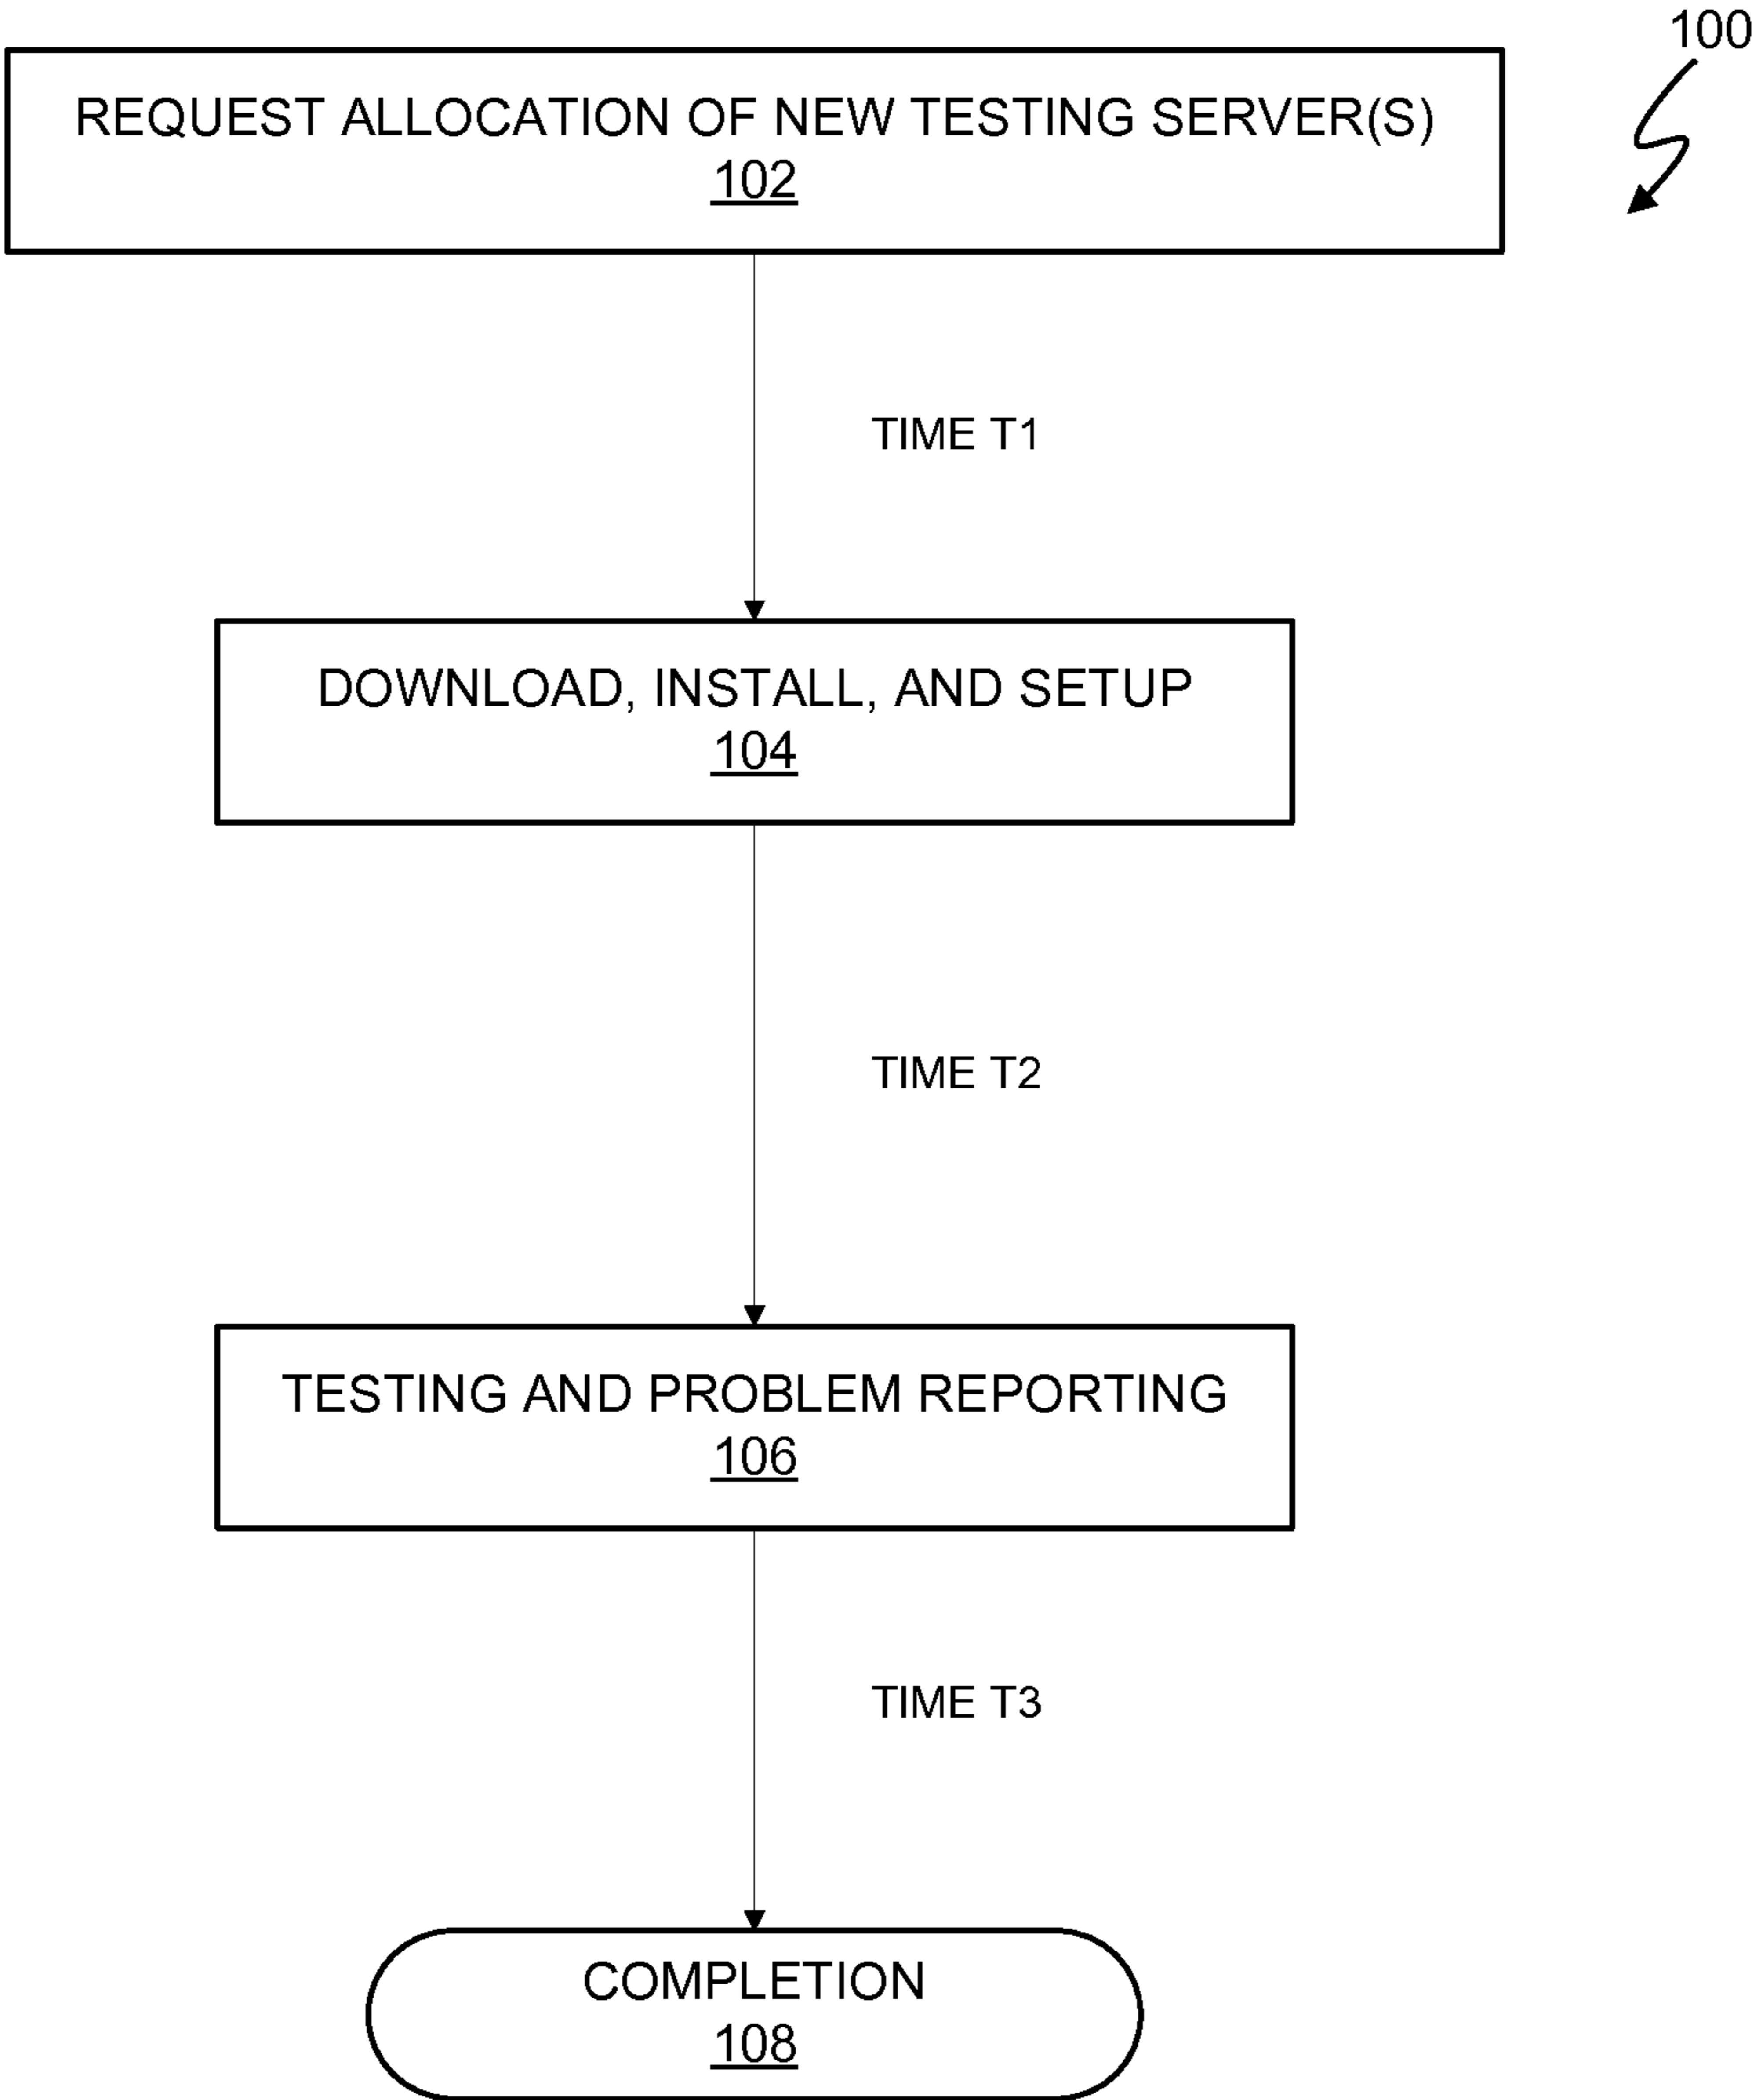 100
REQUEST ALLOCATION OF NEW TESTING SERVER(S)
102
TIME T1
DOWNLOAD, INSTALL, AND SETUP
104
TIME T2
TESTING AND PROBLEM REPORTING
106
TIME T3
COMPLETION
108